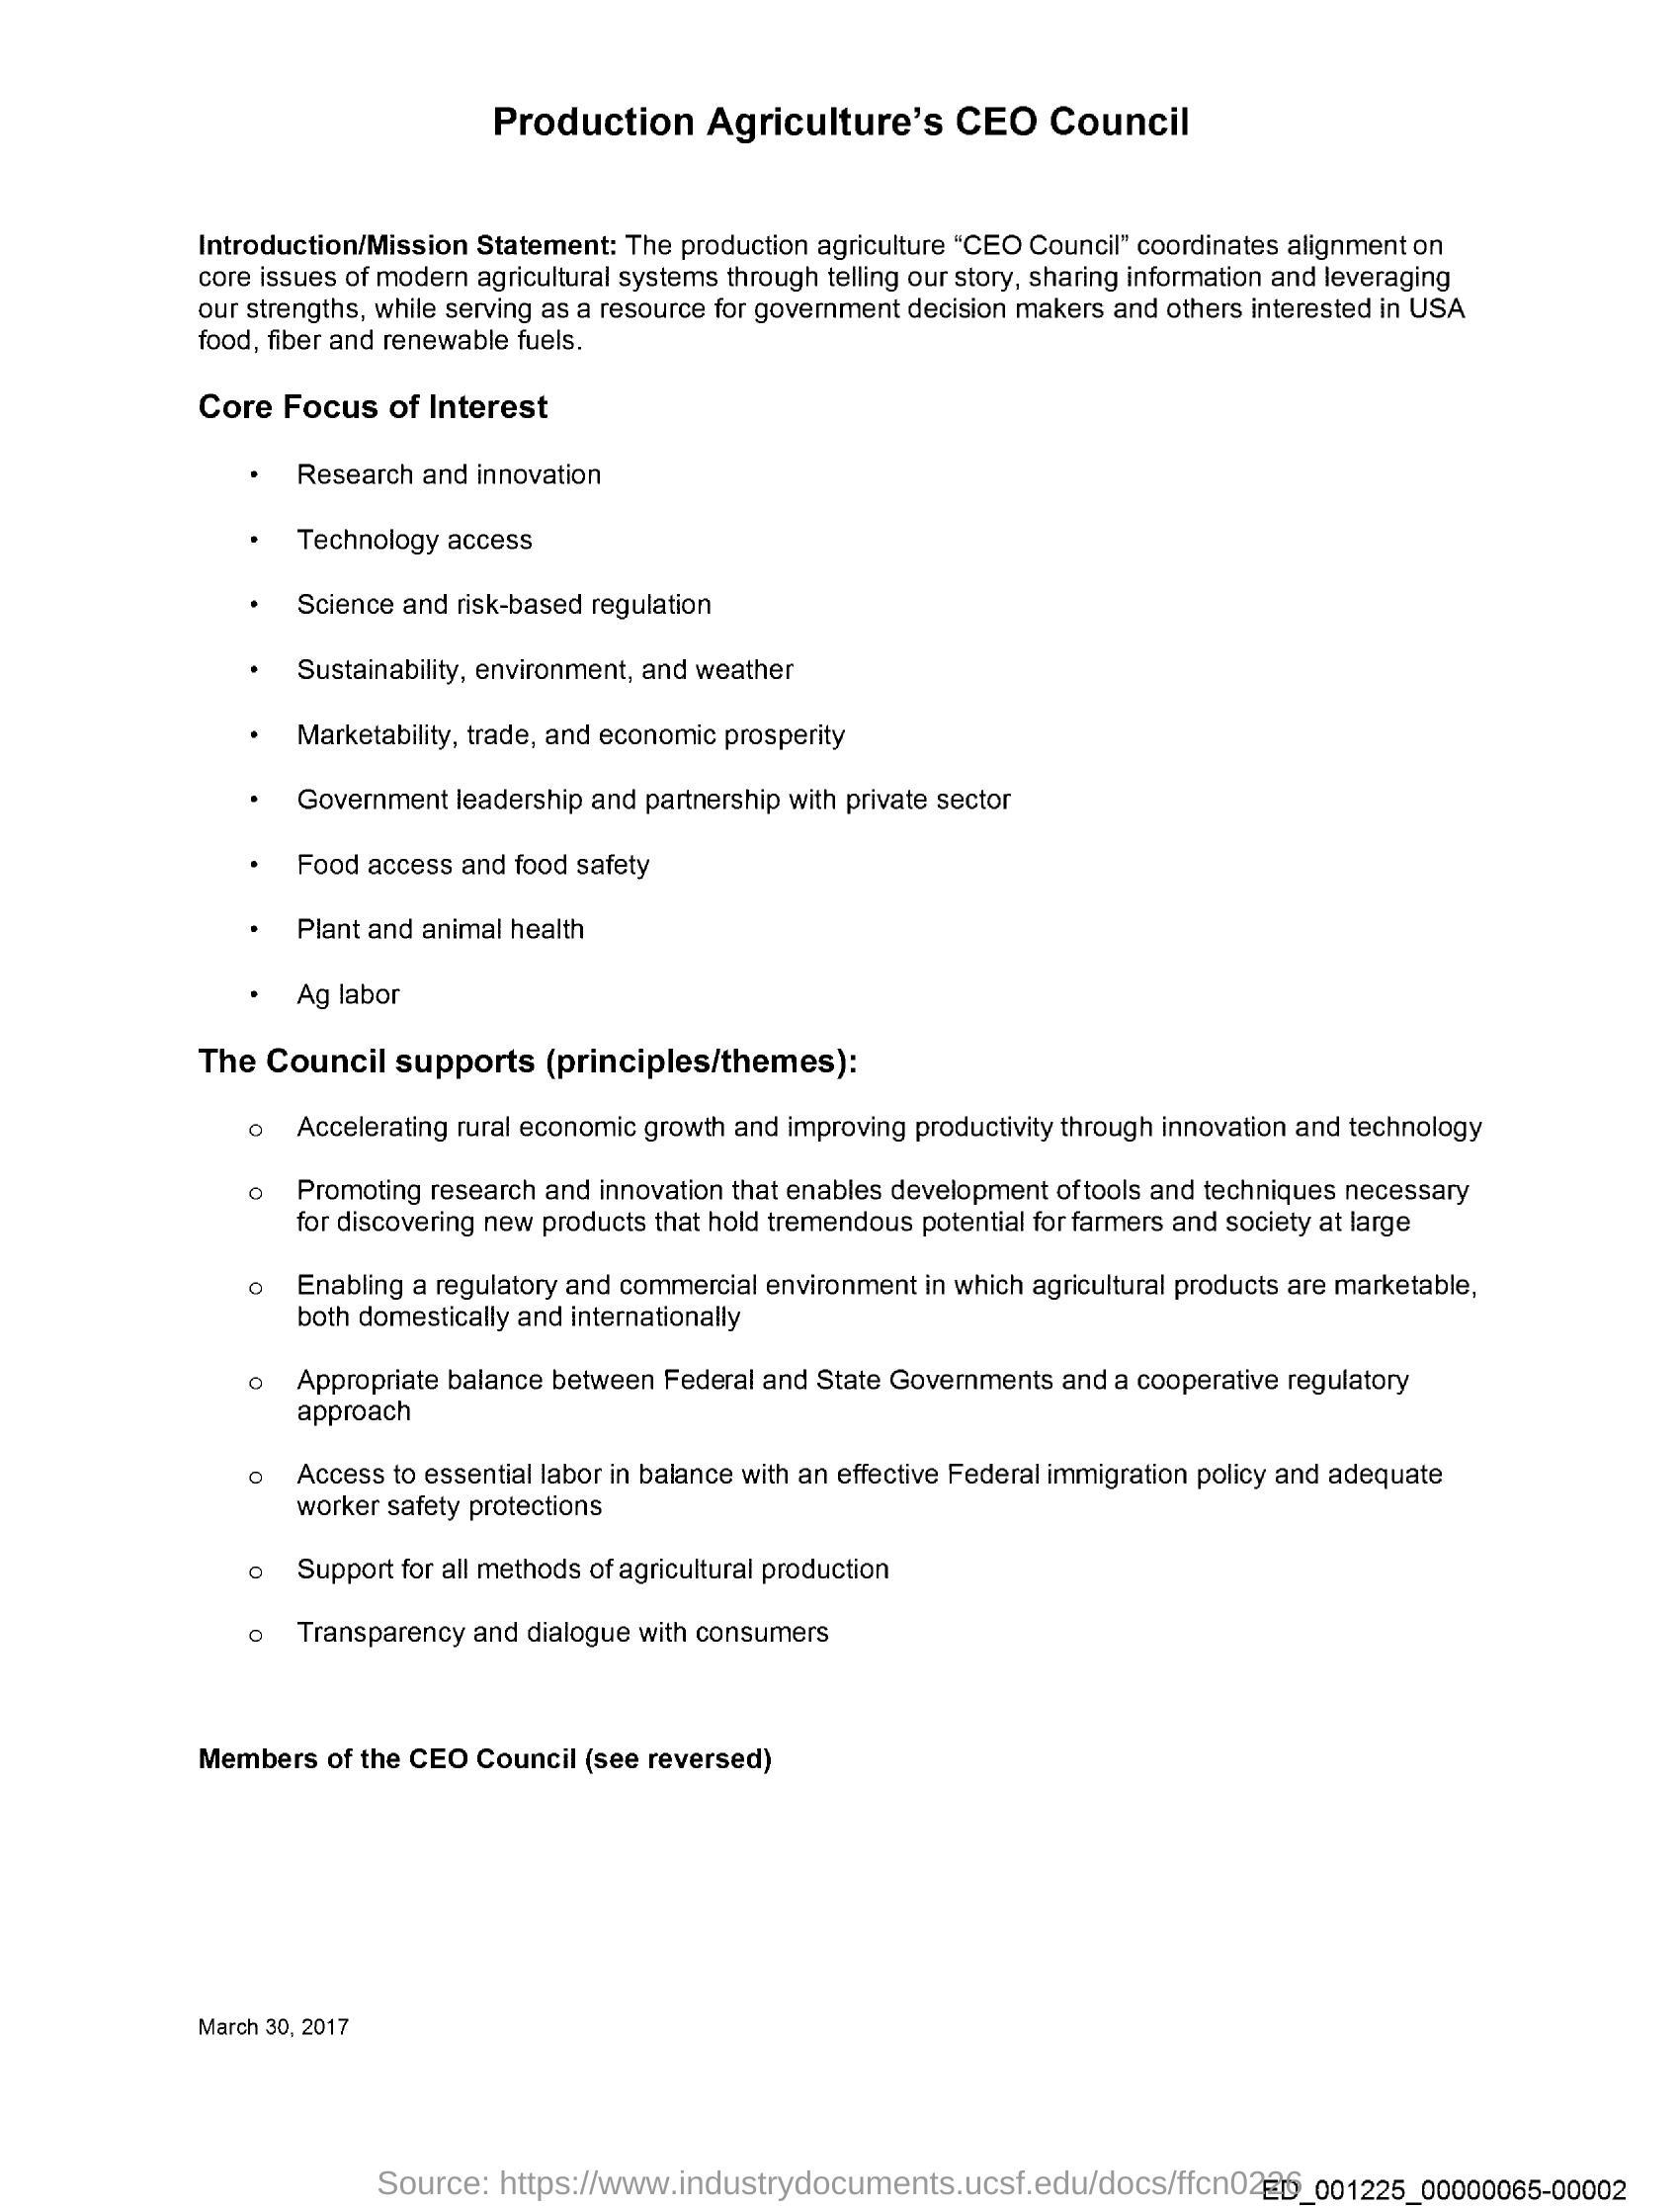 Production Agriculture’s CEO Council
Introduction/Mission Statement: The production agriculture “CEO Council” coordinates alignment on
core issues of modern agricultural systems through telling our story, sharing information and leveraging
our strengths, while serving as a resource for government decision makers and others interested in USA
food, fiber and renewable fuels.
Core Focus of Interest
• Research and innovation
• Technology access
• Science and risk-based regulation
• Sustainability, environment, and weather
• Marketability, trade, and economic prosperity
• Government leadership and partnership with private sector
• Food access and food safety
• Plant and animal health
• Ag labor
The Council supports (principles/themes):
o Accelerating rural economic growth and improving productivity through innovation and technology
o Promoting research and innovation that enables development of tools and techniques necessary
for discovering new products that hold tremendous potential for farmers and society at large
o Enabling a regulatory and commercial environment in which agricultural products are marketable,
both domestically and internationally
o Appropriate balance between Federal and State Governments and a cooperative regulatory
approach
o Access to essential labor in balance with an effective Federal immigration policy and adequate
worker safety protections
o Support for all methods of agricultural production
o Transparency and dialogue with consumers
Members of the CEO Council (see reversed)
March 30, 2017
Source: https://www.industrydocuments.ucsf.edu/docs/ffcn0226
ED_001225_00000065-00002